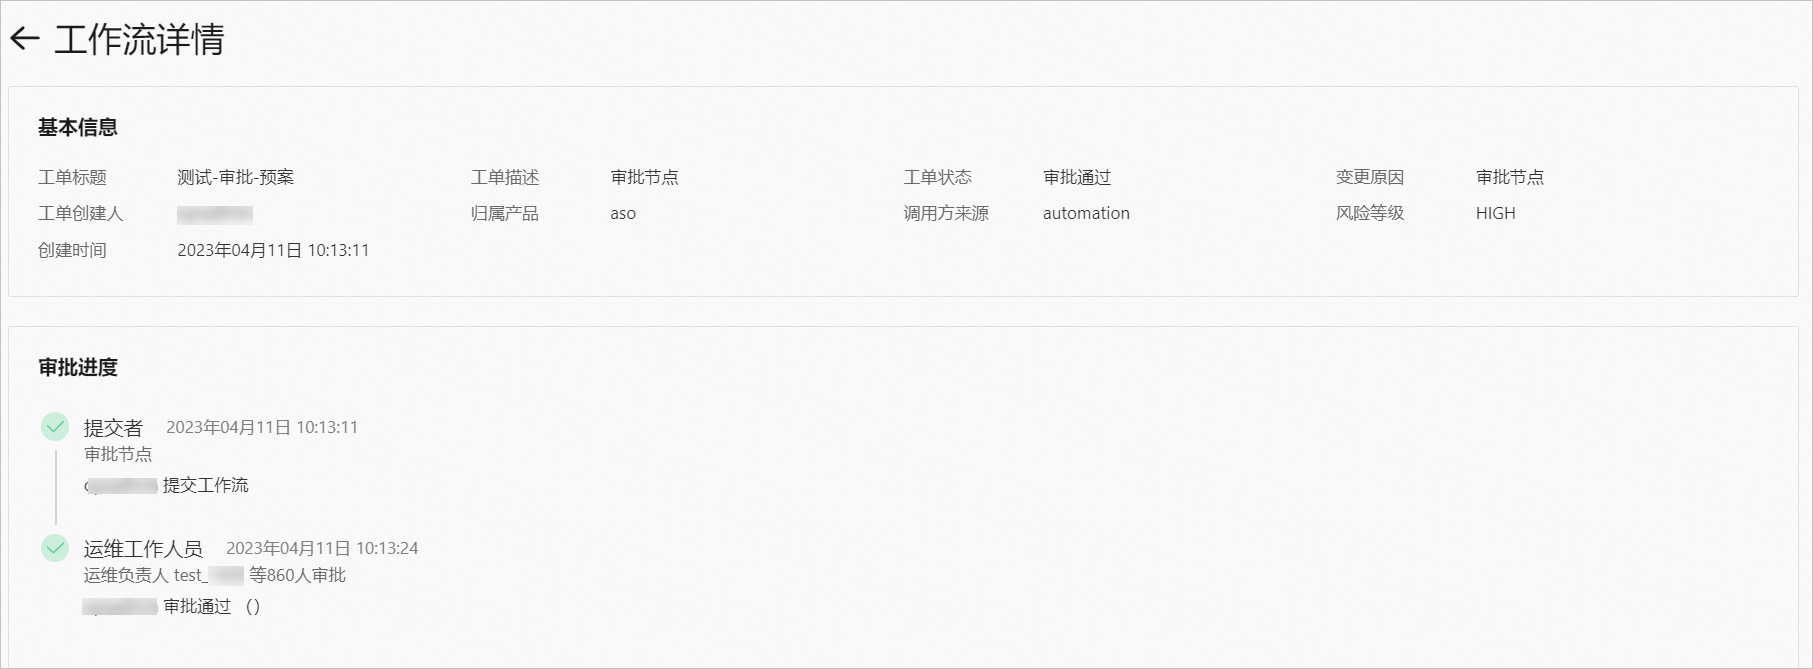 工作流详情
基本信息
工单标题 测试-审批-预案 工单描述 审批节点 工单状态 审批通过 变更原因 审批节点
工单创建人 归属产品 aso 调用方来源 automation 风险等级 HIGH
创建时间 2023年04月11日 10:13:11
审批进度
提交者 2023年04月11日 10:13:11
审批节点
提交工作流
运维工作人员 2023年04月11日 10:13:24
运维负责人 test_ 等860人审批
审批通过 （）